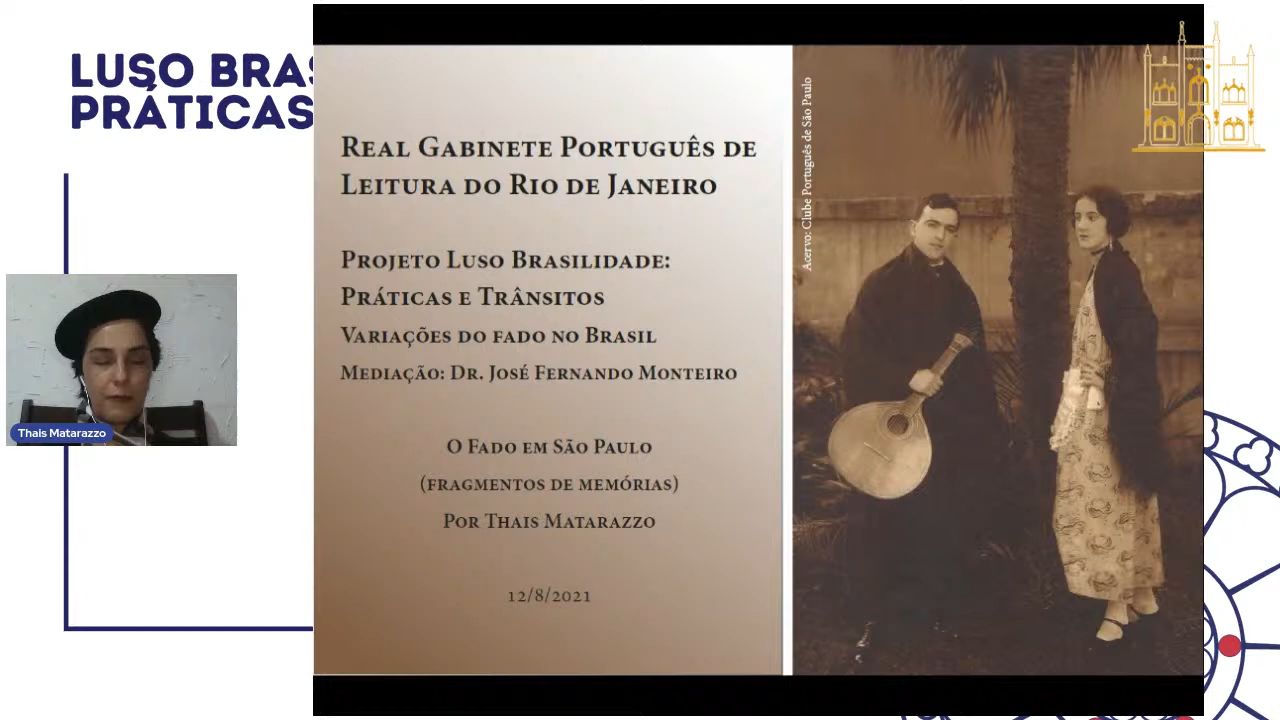 LUSO BRAS
PRÁTICAS
Real Gabinete Português de
Leitura do Rio de Janeiro
Projeto Luso Brasilidade:
Práticas e Trânsitos
Variações do fado no Brasil
Mediação: Dr. José Fernando Monteiro
O Fado em São Paulo
(fragmentos de memórias)
Por Thais Matarazzo
12/8/2021
Acervo: Clube Português de São Paulo
Thais Matarazzo